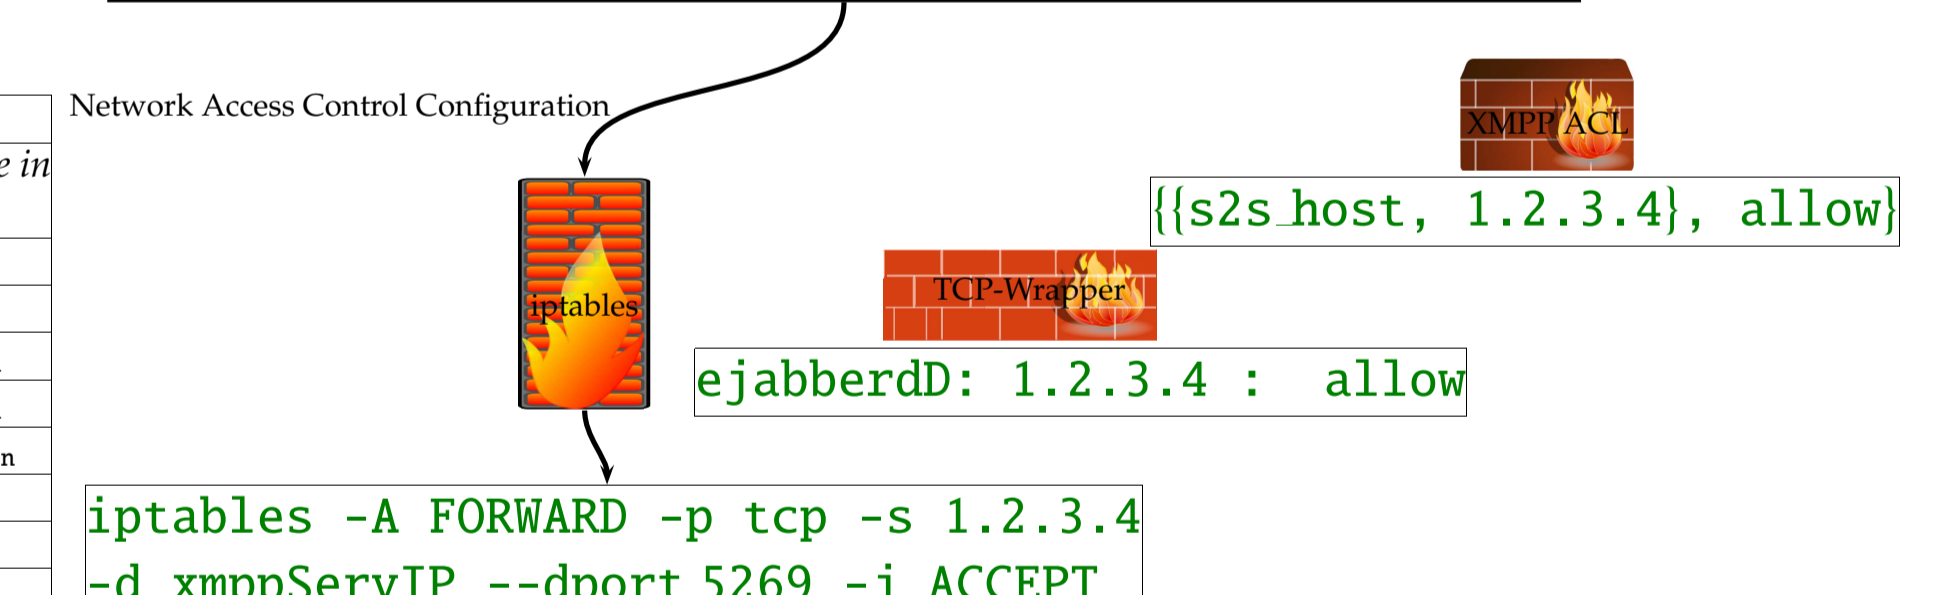 Network Access Control Configuration
XMPP ACL
e in
{{s2s_host, 1.2.3.4}, allow}
TCP-Wrapper
iptables
ejabberdD: 1.2.3.4 : allow
n
iptables -A FORWARD -p tcp -s 1.2.3.4
-d xmppServIP --dport 5269 -j ACCEPT